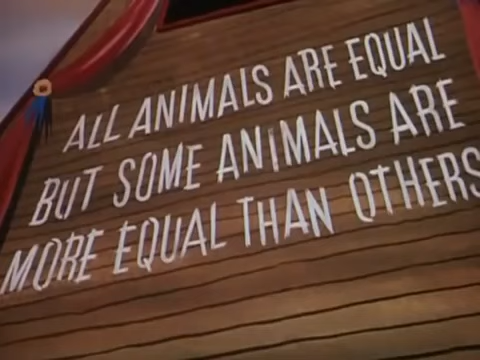 ALL ANIMALS ARE EQUAL
BUT SOME ANIMALS ARE
MORE EQUAL THAN OTHERS